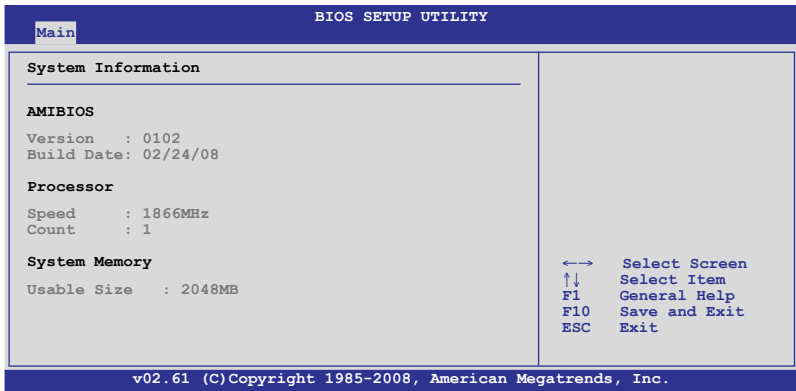 BIOS SETUP UTILITY
Main
System Information
AMIBIOS
Version : 0102
Build Date: 02/24/08
Processor
Speed : 1866MHz
Count : 1
System Memory
Usable Size : 2048MB
←→ Select Screen
↑↓ Select Item
F1 General Help
F10 Save and Exit
ESC Exit
v02.61 (C)Copyright 1985-2008, American Megatrends, Inc.